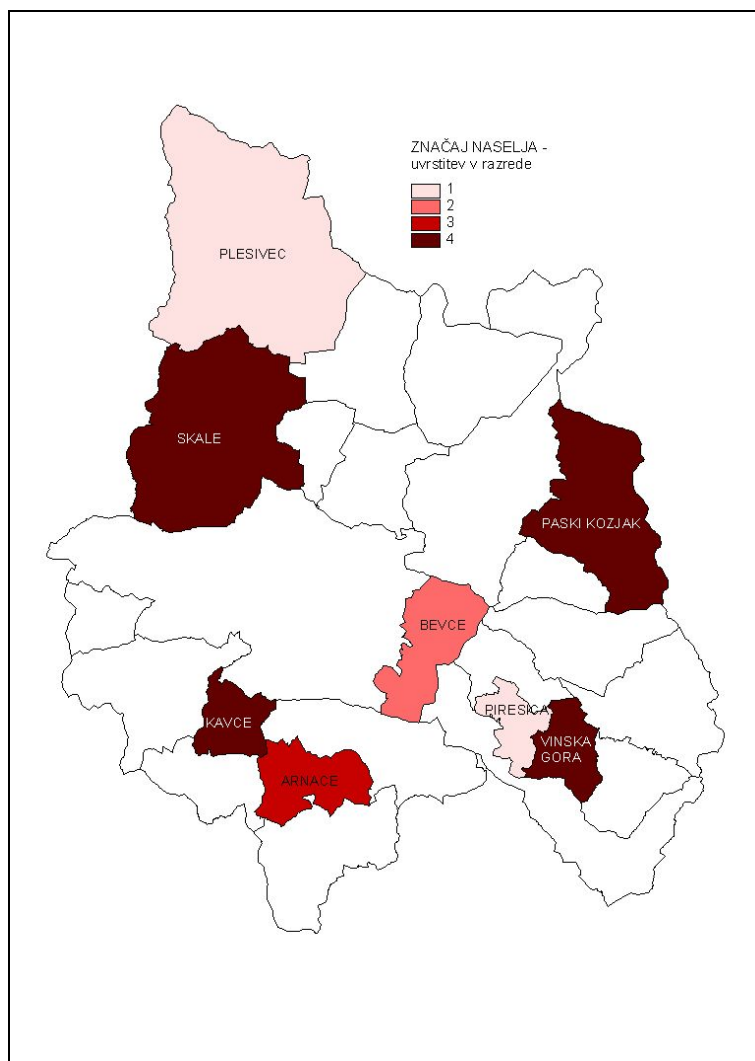 ZNAČAJ NASELJA -
uvrstitev v razrede
1
2
3
4
PLESIVEC
SKALE
PASKI KOZJAK
BEVCE
KAVCE
PIRESICA
VINSKA
GORA
ARNACE